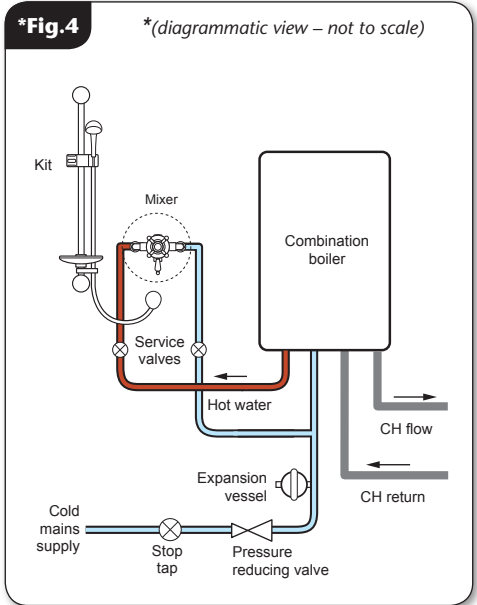 *Fig.4
*(diagrammatic view – not to scale)
Kit
Mixer
Combination
boiler
Service
valves
Hot water
CH flow
Expansion
vessel
CH return
Cold
mains
supply
Stop
tap
Pressure
reducing valve